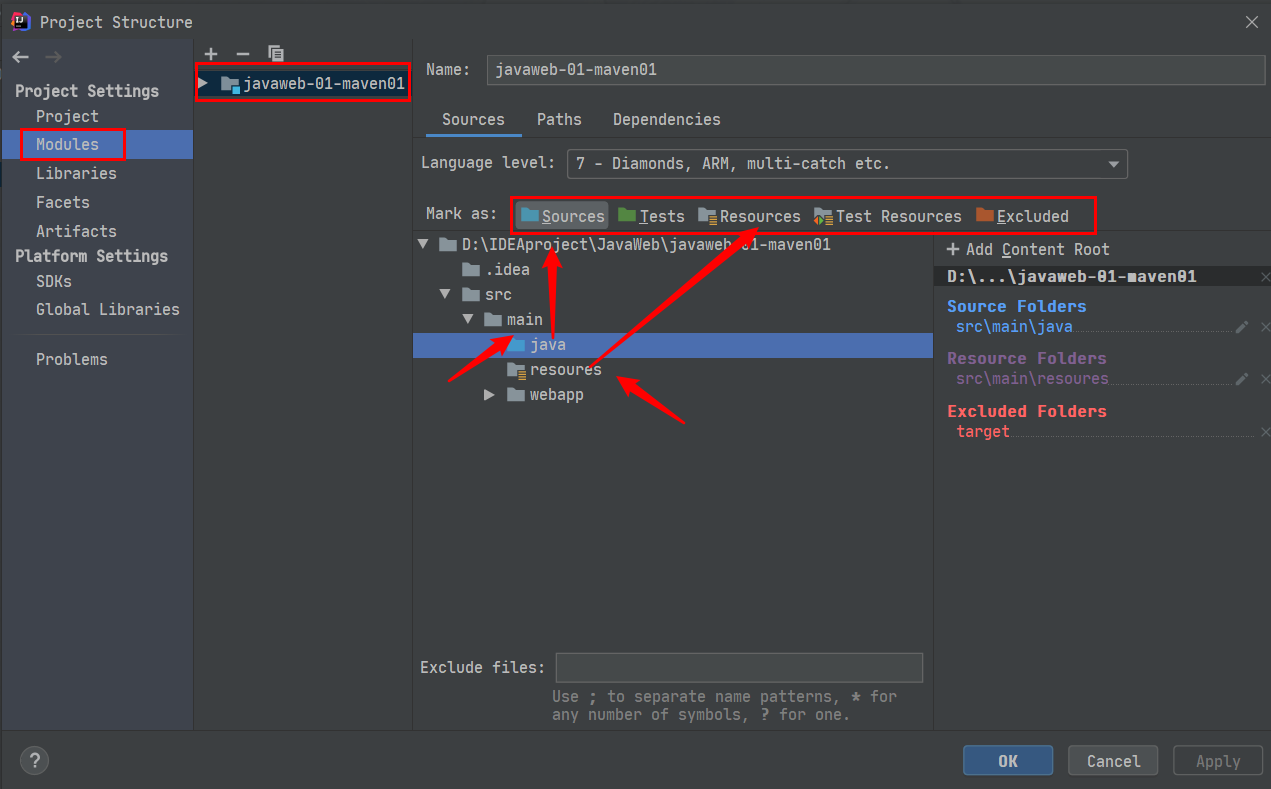 Project Structure
Project Settings
Project
Modules
Libraries
Facets
Artifacts
Platform Settings
SDKs
Global Libraries
Problems
javaweb-01-maven01
Name: javaweb-01-maven01
Sources Paths Dependencies
Language level: 7 - Diamonds, ARM, multi-catch etc.
Mark as: Sources Tests Resources Test Resources Excluded
D:\IDEAproject\JavaWeb\javaweb-01-maven01
.idea
src
main
java
resoures
webapp
Exclude files:
Use ; to separate name patterns, * for
any number of symbols, ? for one.
+ Add Content Root
D:\...\javaweb-01-maven01
Source Folders
src\main\java
Resource Folders
src\main\resoures
Excluded Folders
target
? OK Cancel Apply